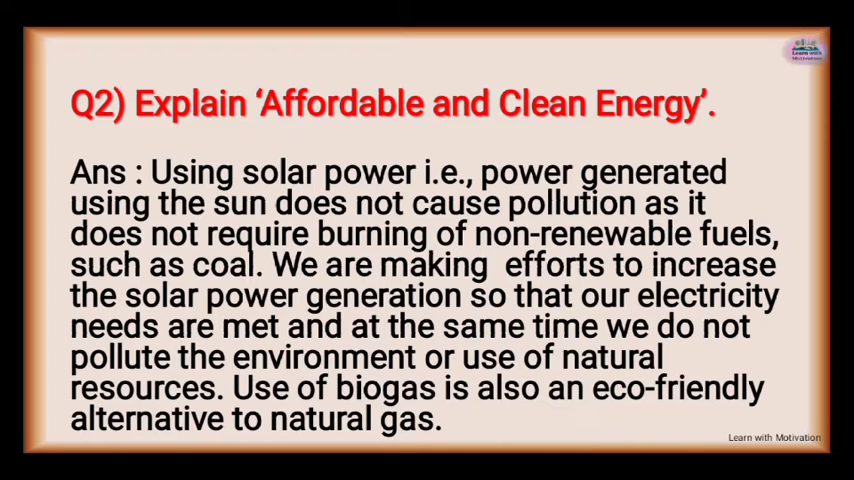 Learn with
Motivation
Q2) Explain ‘Affordable and Clean Energy’.
Ans : Using solar power i.e., power generated
using the sun does not cause pollution as it
does not require burning of non-renewable fuels,
such as coal. We are making efforts to increase
the solar power generation so that our electricity
needs are met and at the same time we do not
pollute the environment or use of natural
resources. Use of biogas is also an eco-friendly
alternative to natural gas.
Learn with Motivation